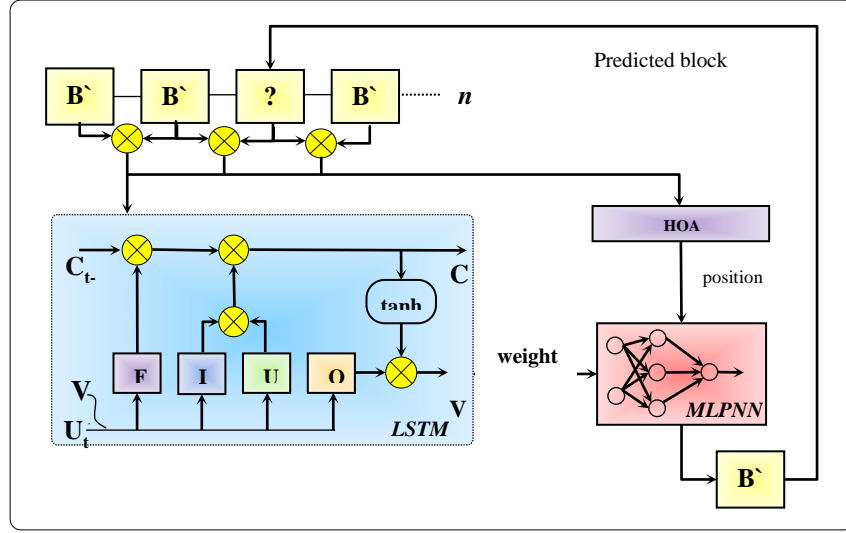 Predicted block
B` B` ? B` n
HOA
C t- C
position
tanh
weight
F I U O
V V
U t LSTM MLPNN
B`